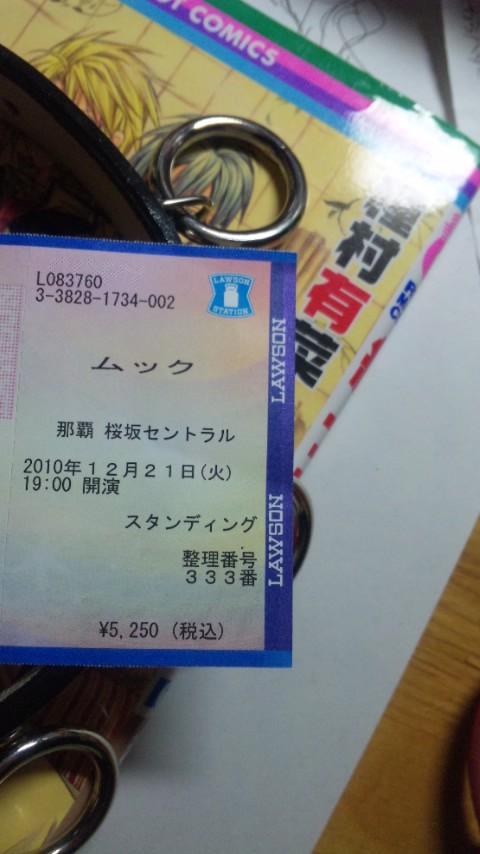 COMICS
種村有菜
L083760
3-3828-1734-002
LAWSON
STATION
ムック
那覇 桜坂セントラル
2010年１２月２１日(火)
19:00 開演
スタンディング
整理番号
３３３番
¥5,250 (税込)
LAWSON
LAWSON